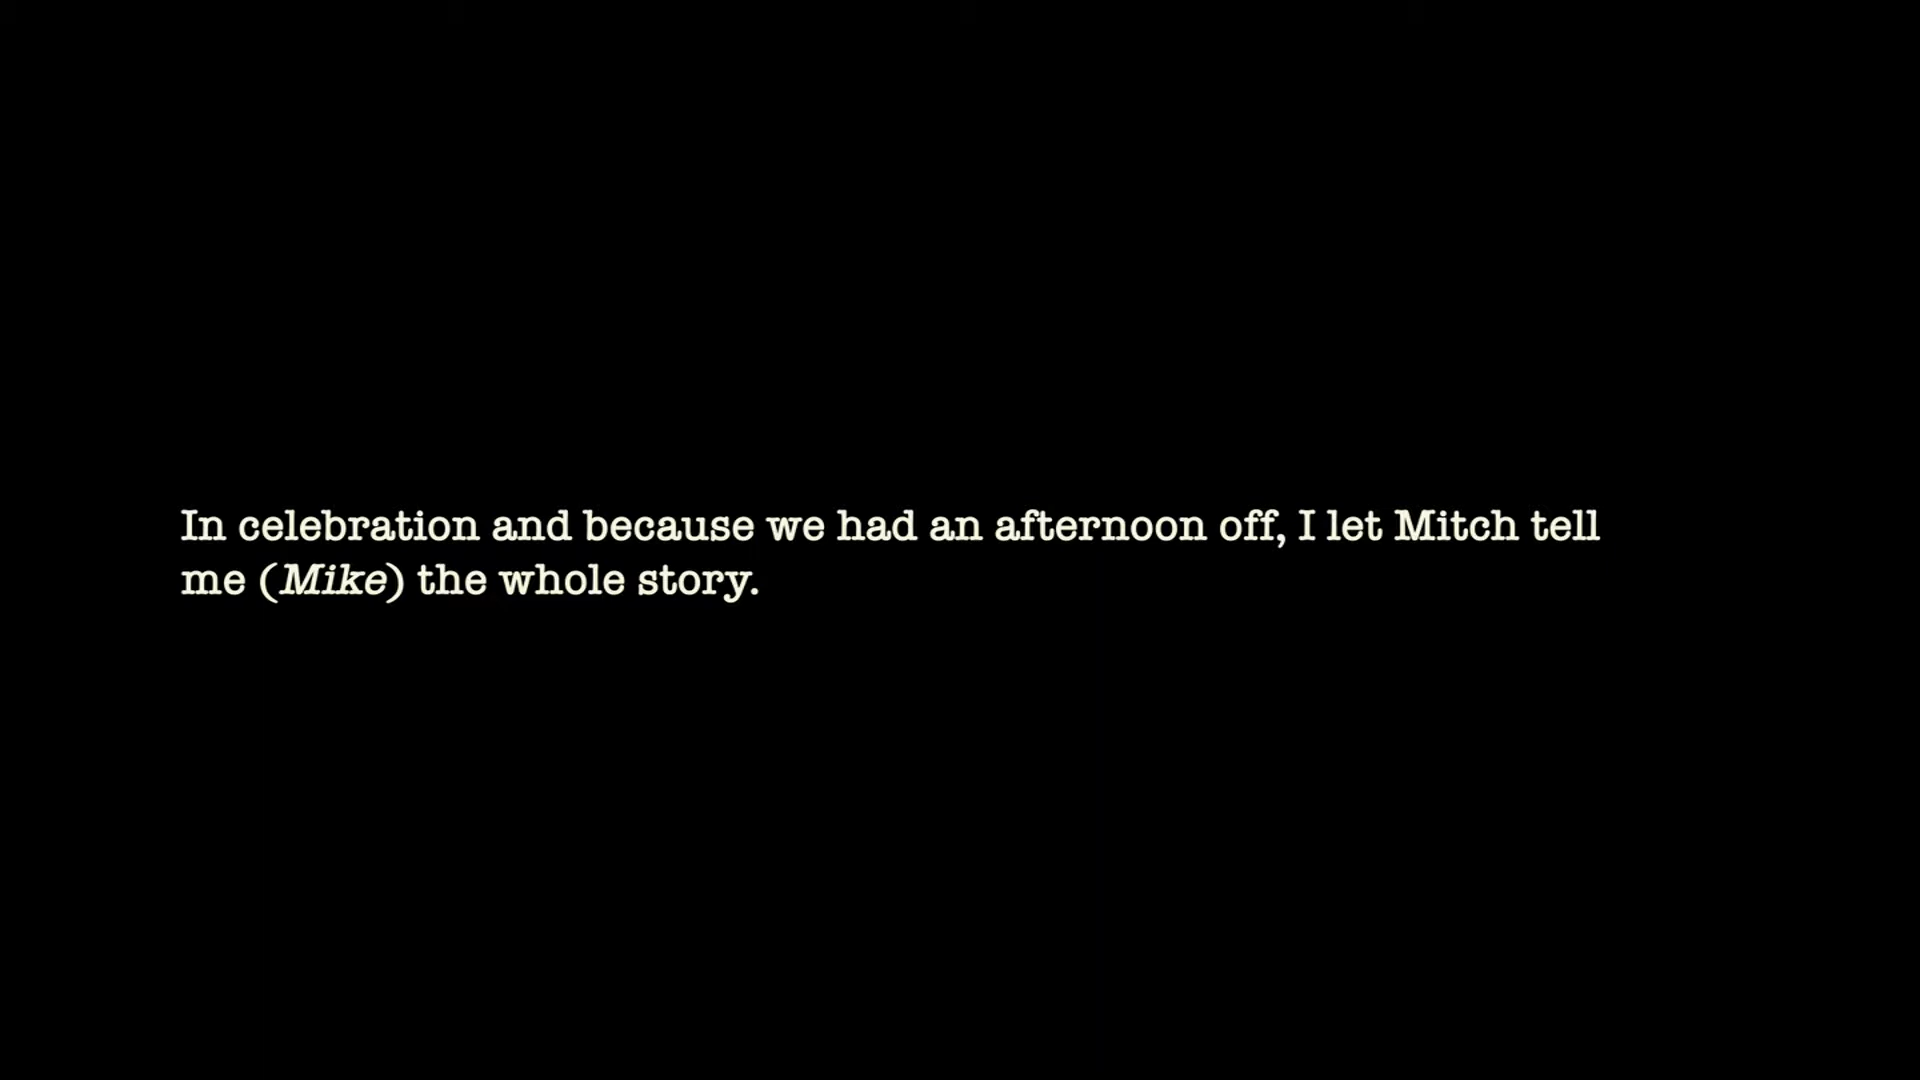 In celebration and because we had an afternoon off, I let Mitch tell
me (Mike) the whole story.